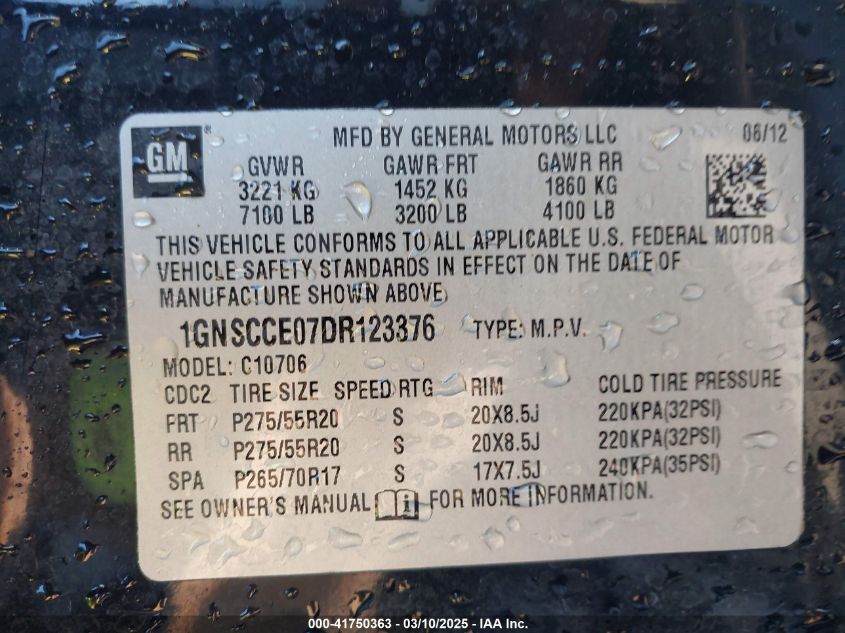 GM ® MFD BY GENERAL MOTORS LLC 06/12
GVWR GAWR FRT GAWR RR
3221 KG 1452 KG 1860 KG
7100 LB 3200 LB 4100 LB
THIS VEHICLE CONFORMS TO ALL APPLICABLE U.S. FEDERAL MOTOR
VEHICLE SAFETY STANDARDS IN EFFECT ON THE DATE OF
MANUFACTURE SHOWN ABOVE
1GNSCCE07DR123376 TYPE: M.P.V.
MODEL: C10706
CDC2 TIRE SIZE SPEED RTG RIM COLD TIRE PRESSURE
FRT P275/55R20 S 20X8.5J 220KPA(32PSI)
RR P275/55R20 S 20X8.5J 220KPA(32PSI)
SPA P265/70R17 S 17X7.5J 240KPA(35PSI)
SEE OWNER'S MANUAL FOR MORE INFORMATION.
000-41750363 - 03/10/2025 - IAA Inc.